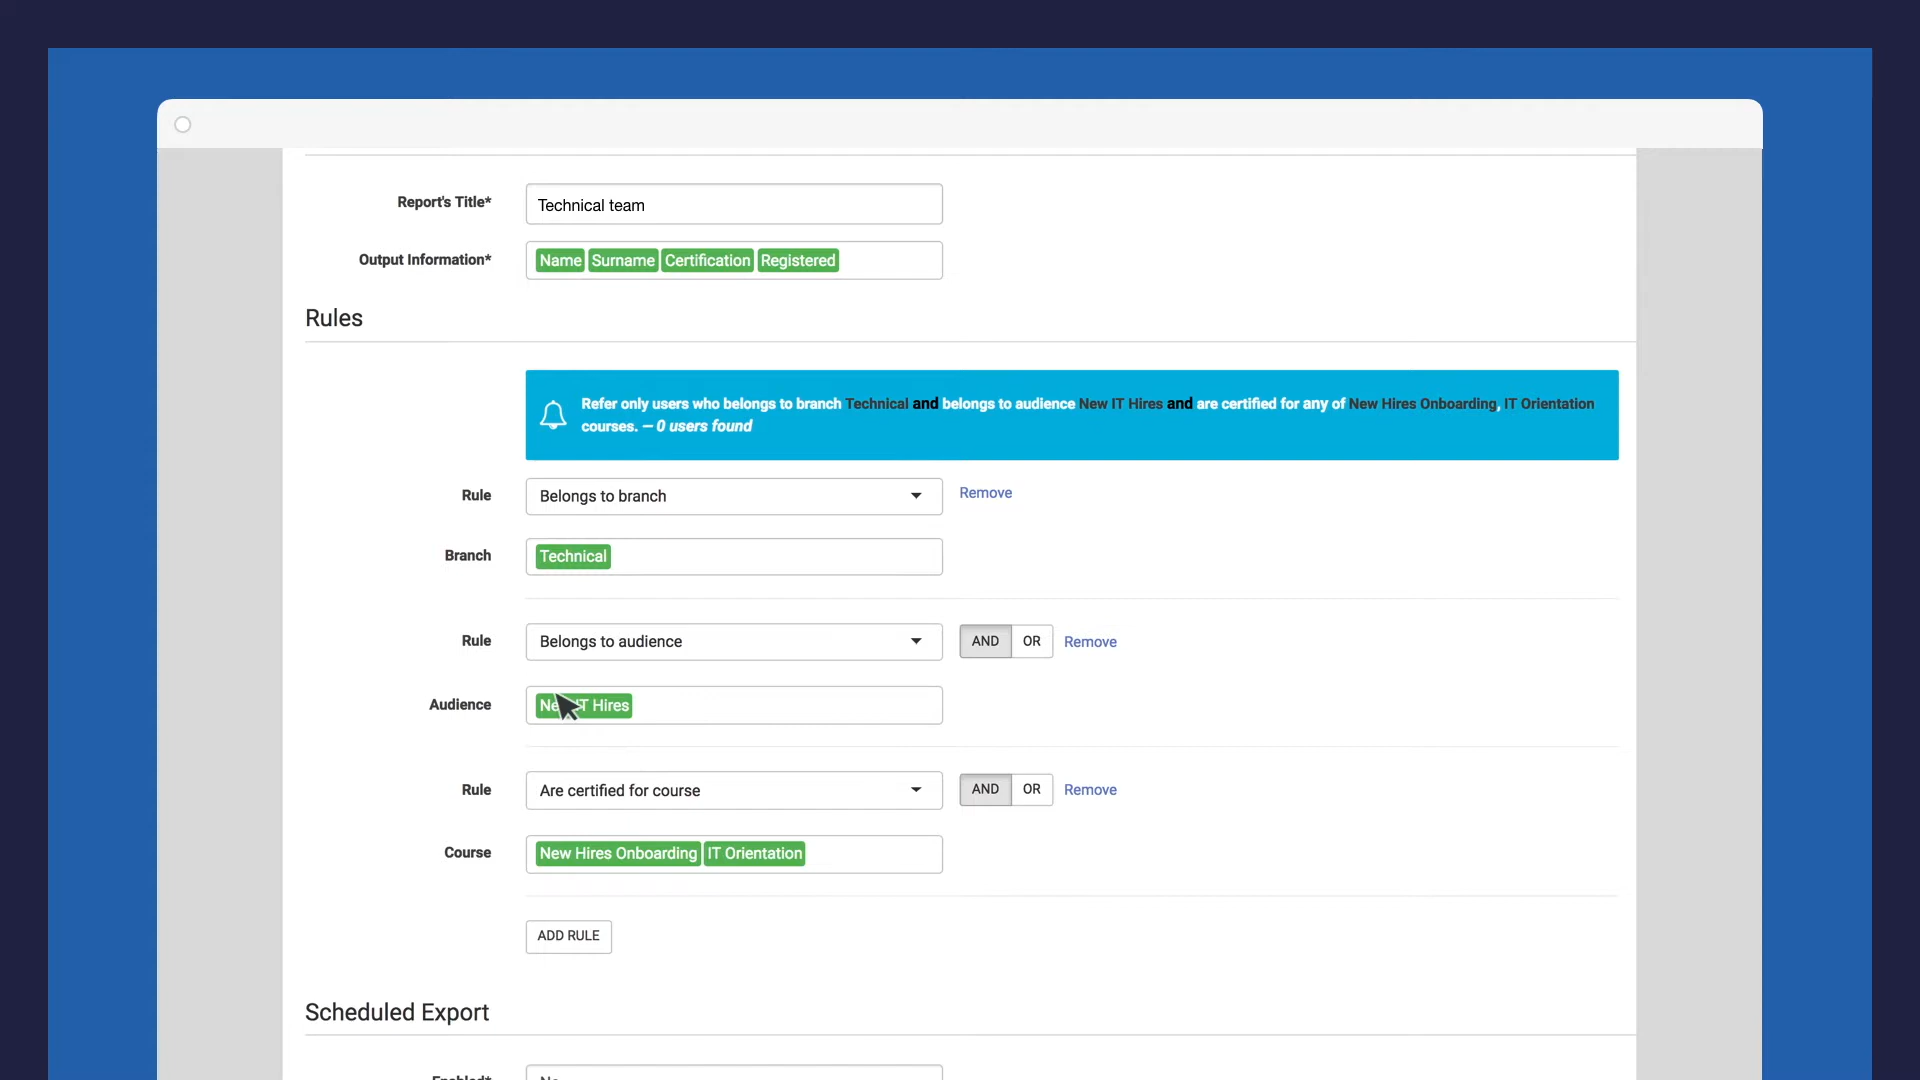 Report's Title* Technical team
Output Information* Name Surname Certification Registered
Rules
Refer only users who belongs to branch Technical and belongs to audience New IT Hires and are certified for any of New Hires Onboarding, IT Orientation
courses. — 0 users found
Rule Belongs to branch Remove
Branch Technical
Rule Belongs to audience AND OR Remove
Audience New IT Hires
Rule Are certified for course AND OR Remove
Course New Hires Onboarding IT Orientation
ADD RULE
Scheduled Export
Enabled* No